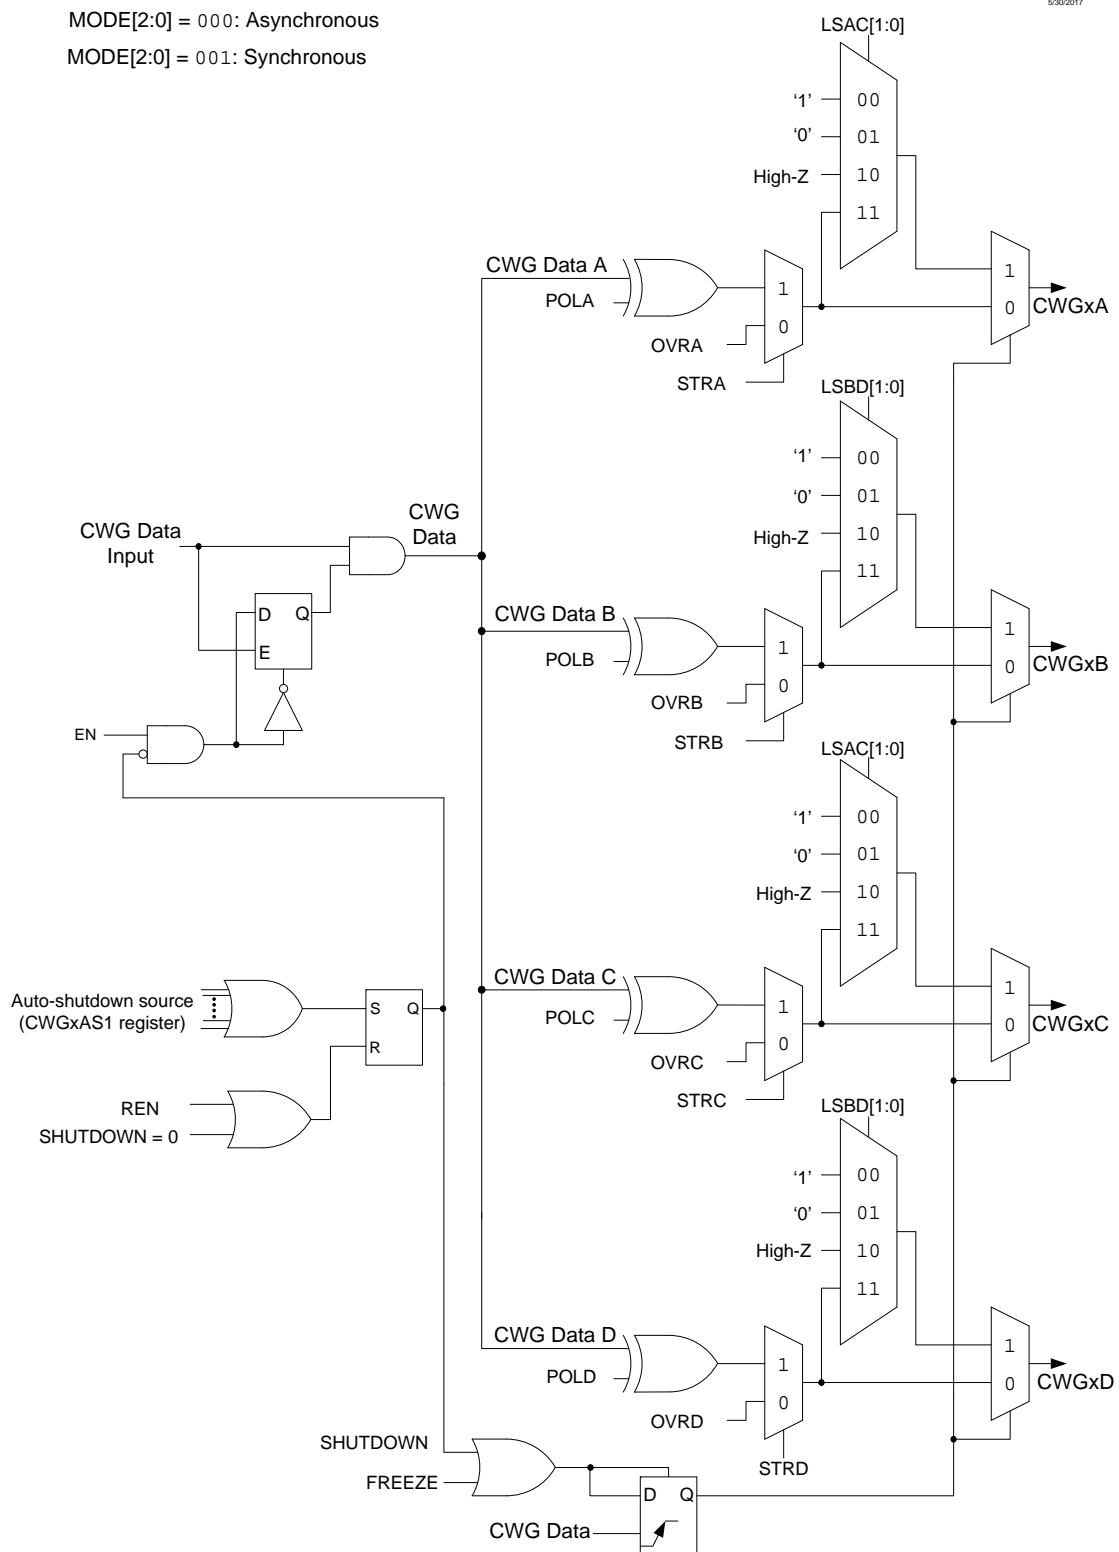 5/30/2017
MODE[2:0] = 000: Asynchronous
MODE[2:0] = 001: Synchronous
LSAC[1:0]
‘1’
00
‘0’
01
High-Z
10
11
CWG Data A
POLA
1
0
OVRA
STRA
1
0
CWGxA
LSBD[1:0]
‘1’
00
‘0’
01
High-Z
10
11
CWG Data
Input
CWG
Data
D
Q
E
EN
CWG Data B
POLB
1
0
OVRB
STRB
1
0
CWGxB
LSAC[1:0]
‘1’
00
‘0’
01
High-Z
10
11
Auto-shutdown source
(CWGxAS1 register)
S
Q
R
REN
SHUTDOWN = 0
CWG Data C
POLC
1
0
OVRC
STRC
1
0
CWGxC
LSBD[1:0]
‘1’
00
‘0’
01
High-Z
10
11
CWG Data D
POLD
1
0
OVRD
STRD
1
0
CWGxD
SHUTDOWN
FREEZE
D
Q
CWG Data